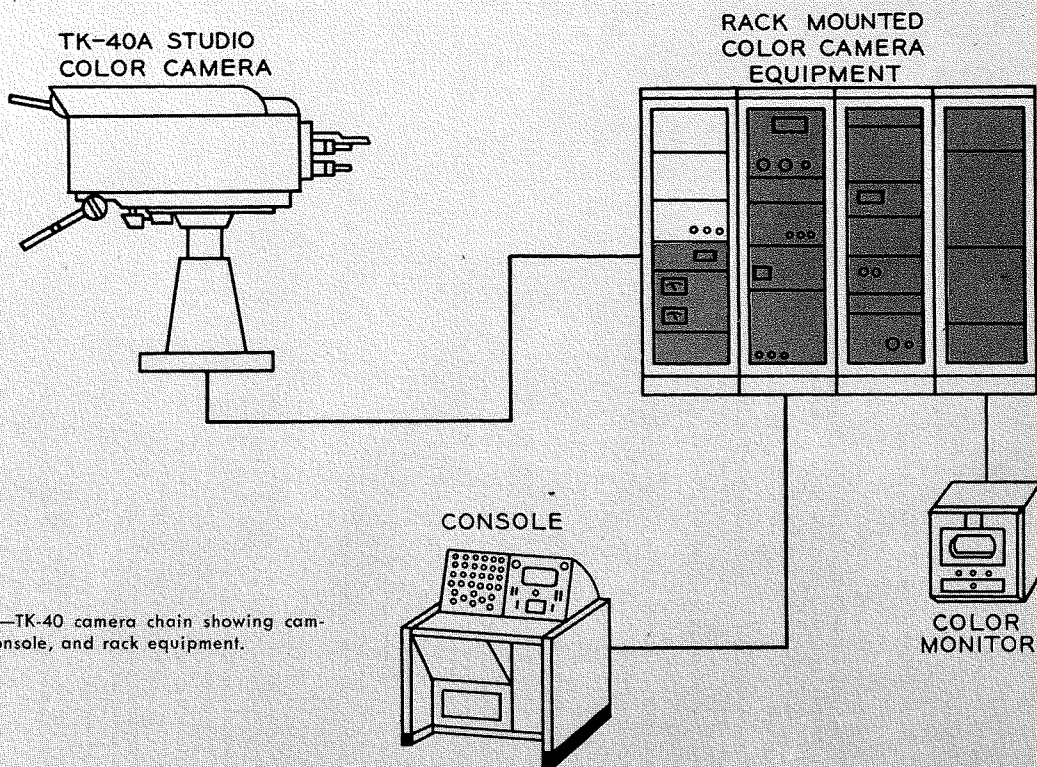 TK-40A STUDIO
COLOR CAMERA
RACK MOUNTED
COLOR CAMERA
EQUIPMENT
CONSOLE
—TK-40 camera chain showing cam-
onsole, and rack equipment.
COLOR
MONITOR